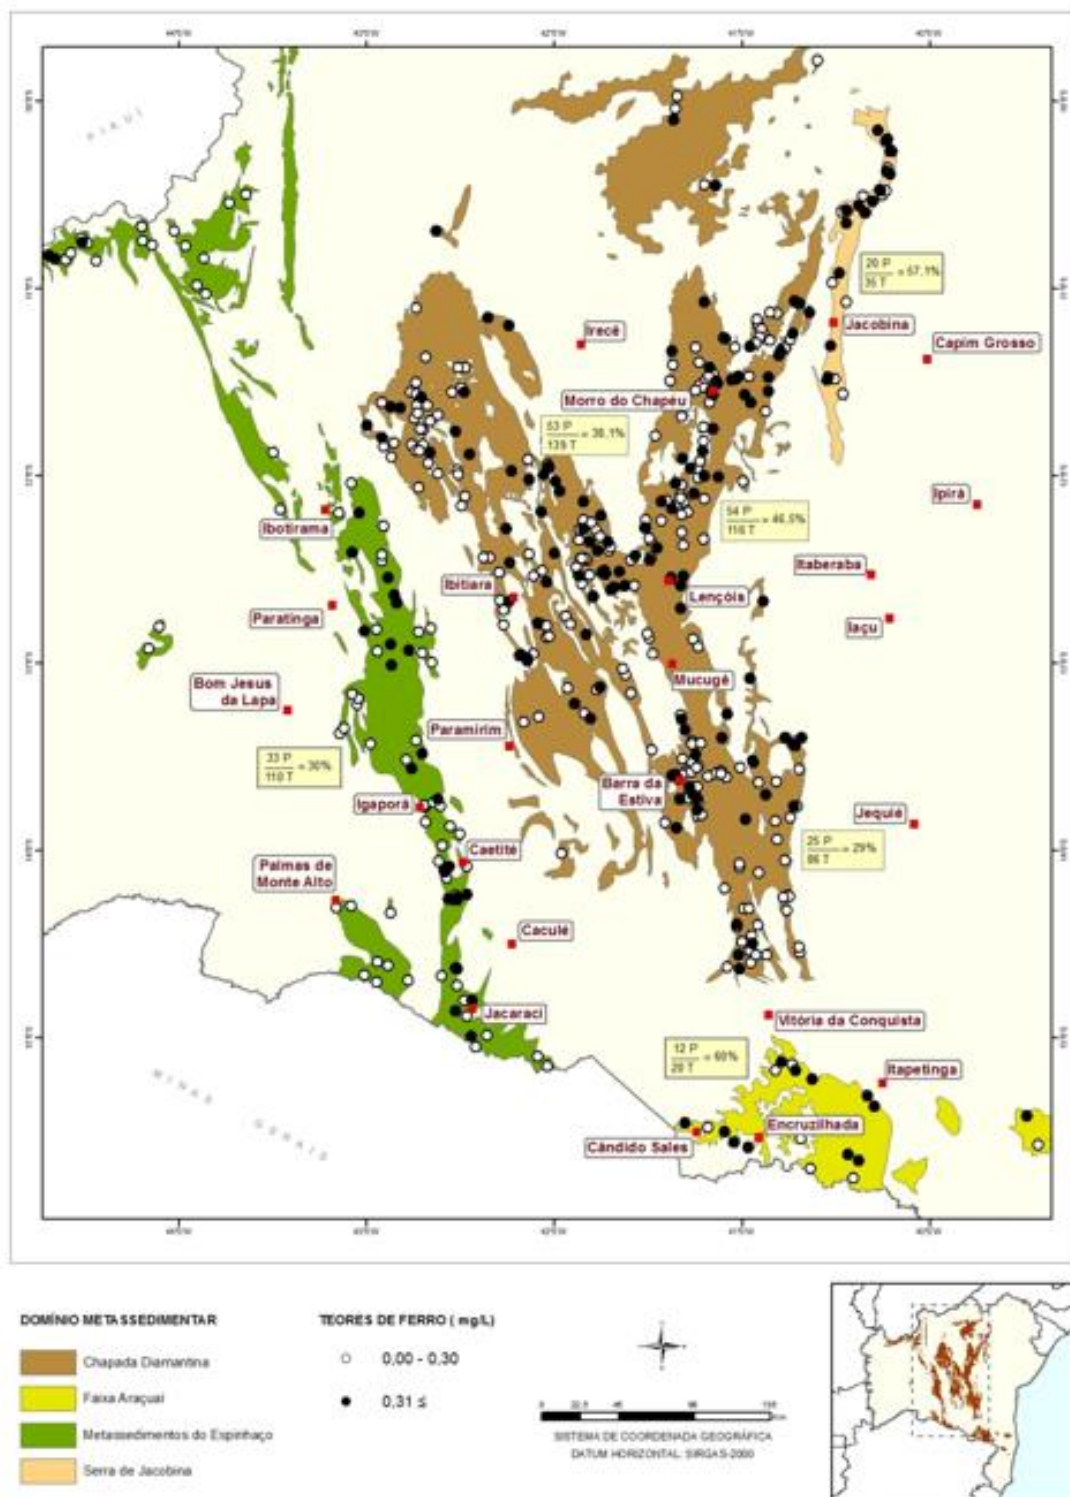 PIAUÍ
20 P
35 T
= 57,1%
Irecê
Jacobina
Capim Grosso
Morro do Chapéu
53 P
139 T
= 38,1%
Ipirá
54 P
116 T
= 46,5%
Ibotirama
Itaberaba
Ibitiara
Lençóis
Paratinga
Iaçu
Mucugê
Bom Jesus
da Lapa
Paramirim
33 P
110 T
= 30%
Barra da
Estiva
Igaporã
Jequié
Caetité
25 P
86 T
= 29%
Palmas de
Monte Alto
Caculé
Jacaraci
Vitória da Conquista
12 P
20 T
= 60%
Itapetinga
MINAS GERAIS
Encruzilhada
Cândido Sales
DOMÍNIO METASSEDIMENTAR
Chapada Diamantina
Faixa Araçuaí
Metassedimentos do Espinhaço
Serra de Jacobina
TEORES DE FERRO ( mg/L)
0,00 - 0,30
0,31 ≤
SISTEMA DE COORDENADA GEOGRÁFICA
DATUM HORIZONTAL: SIRGAS-2000